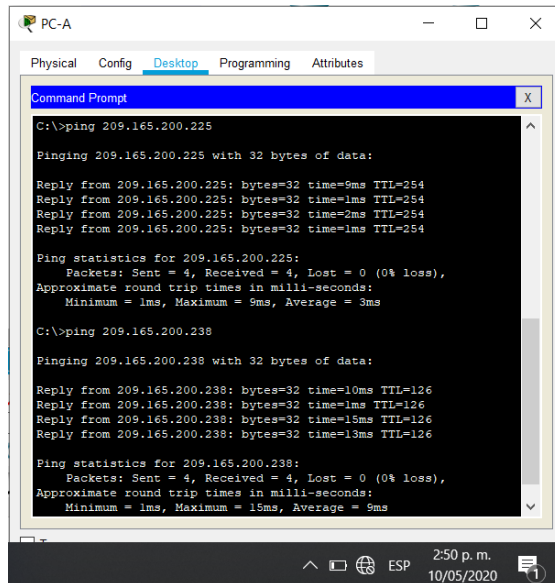 PC-A
Physical Config Desktop Programming Attributes
Command Prompt X
C:\>ping 209.165.200.225
Pinging 209.165.200.225 with 32 bytes of data:
Reply from 209.165.200.225: bytes=32 time=9ms TTL=254
Reply from 209.165.200.225: bytes=32 time=1ms TTL=254
Reply from 209.165.200.225: bytes=32 time=2ms TTL=254
Reply from 209.165.200.225: bytes=32 time=1ms TTL=254
Ping statistics for 209.165.200.225:
Packets: Sent = 4, Received = 4, Lost = 0 (0% loss),
Approximate round trip times in milli-seconds:
Minimum = 1ms, Maximum = 9ms, Average = 3ms
C:\>ping 209.165.200.238
Pinging 209.165.200.238 with 32 bytes of data:
Reply from 209.165.200.238: bytes=32 time=10ms TTL=126
Reply from 209.165.200.238: bytes=32 time=1ms TTL=126
Reply from 209.165.200.238: bytes=32 time=15ms TTL=126
Reply from 209.165.200.238: bytes=32 time=13ms TTL=126
Ping statistics for 209.165.200.238:
Packets: Sent = 4, Received = 4, Lost = 0 (0% loss),
Approximate round trip times in milli-seconds:
Minimum = 1ms, Maximum = 15ms, Average = 9ms
ESP
2:50 p. m.
10/05/2020
1